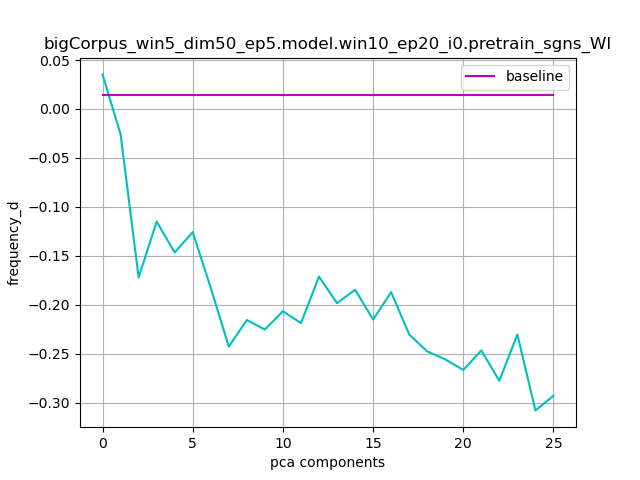 bigCorpus_win5_dim50_ep5.model.win10_ep20_i0.pretrain_sgns_WI
baseline
0.05
0.00
−0.05
−0.10
−0.15
−0.20
−0.25
−0.30
frequency_d
0 5 10 15 20 25
pca components